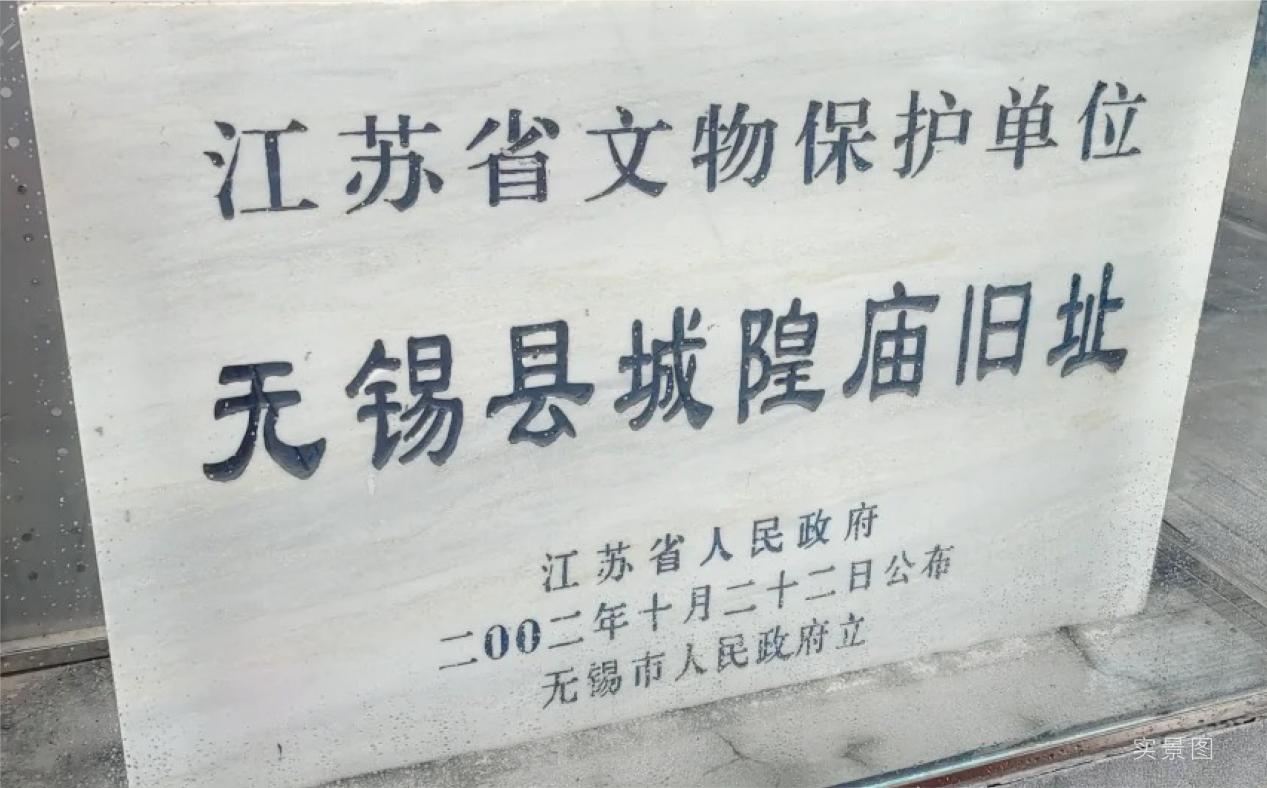 江苏省文物保护单位
无锡县城隍庙旧址
江苏省人民政府
二00二年十月二十二日公布
无锡市人民政府立
实景图